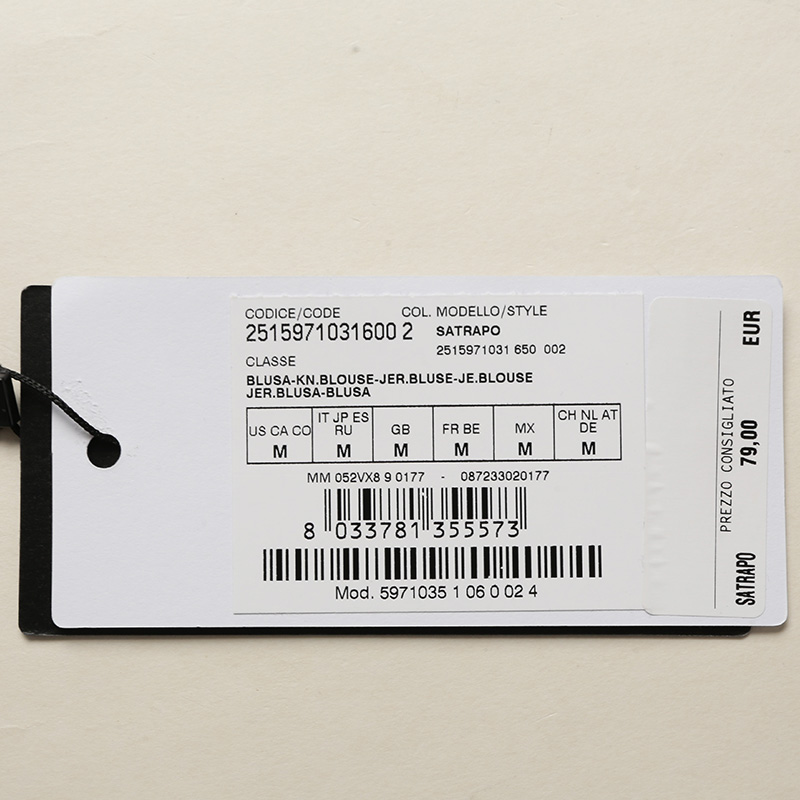 CODICE/CODE COL. MODELLO/STYLE
2515971031600 2 SATRAPO
2515971031 650 002
CLASSE
BLUSA-KN.BLOUSE-JER.BLUSE-JE.BLOUSE
JER.BLUSA-BLUSA
US CA CO IT JP ES RU GB FR BE MX CH NL AT DE
M M M M M M
MM 052VX8 9 0177 - 087233020177
8 033781 355573
Mod. 5971035 1 06 0 02 4
SATRAPO EUR
PREZZO CONSIGLIATO
79,00